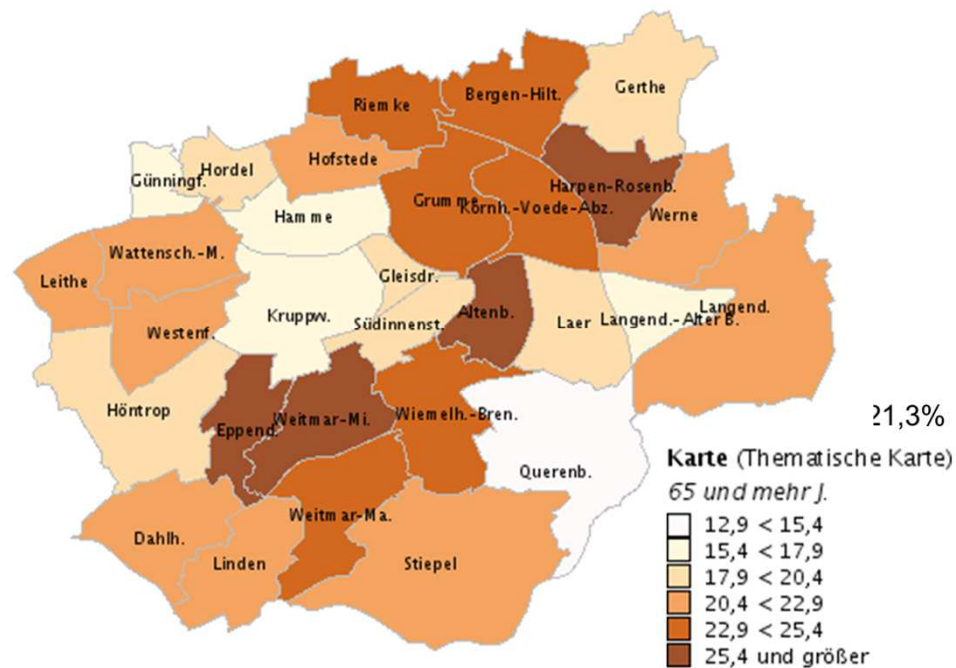 Gerthe
Bergen-Hilt.
Riemke
Hofstede
Hordel
Günningf.
Harpen-Rosenb.
Grumme
Kornh.-Voede-Abz.
Werne
Hamme
Wattensch.-M.
Leithe
Gleisdr.
Kruppw.
Südinnenst.
Altenb.
Laer
Langend.-Alter B.
Langend.
Westenf.
Höntrop
Eppend.
Weitmar-Mi.
Wiemelh.-Bren.
21,3%
Querenb.
Weitmar-Ma.
Dahlh.
Linden
Stiepel
Karte (Thematische Karte)
65 und mehr J.
12,9 < 15,4
15,4 < 17,9
17,9 < 20,4
20,4 < 22,9
22,9 < 25,4
25,4 und größer